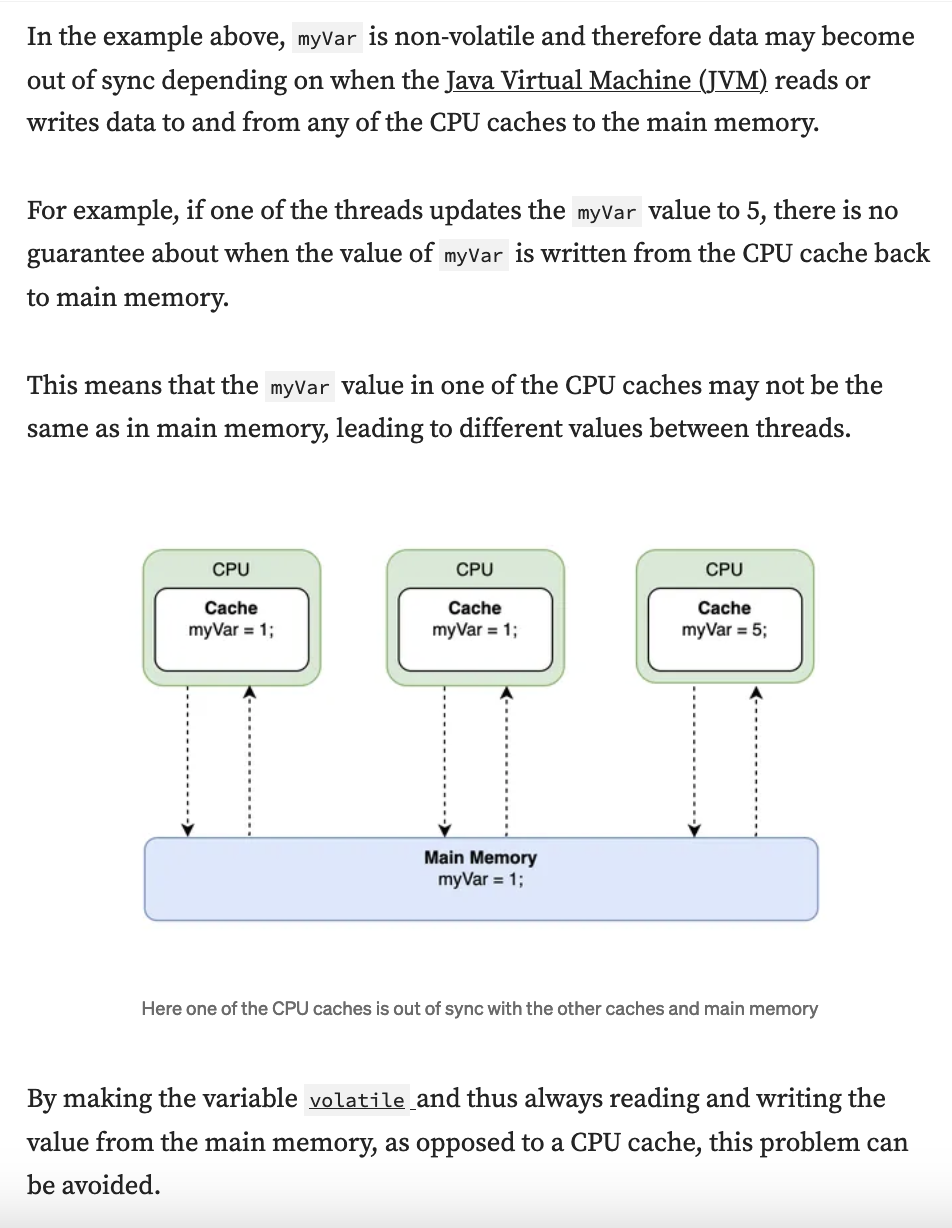 In the example above, myVar is non-volatile and therefore data may become
out of sync depending on when the Java Virtual Machine (JVM) reads or
writes data to and from any of the CPU caches to the main memory.
For example, if one of the threads updates the myVar value to 5, there is no
guarantee about when the value of myVar is written from the CPU cache back
to main memory.
This means that the myVar value in one of the CPU caches may not be the
same as in main memory, leading to different values between threads.
CPU
Cache
myVar = 1;
CPU
Cache
myVar = 1;
CPU
Cache
myVar = 5;
Main Memory
myVar = 1;
Here one of the CPU caches is out of sync with the other caches and main memory
By making the variable volatile and thus always reading and writing the
value from the main memory, as opposed to a CPU cache, this problem can
be avoided.